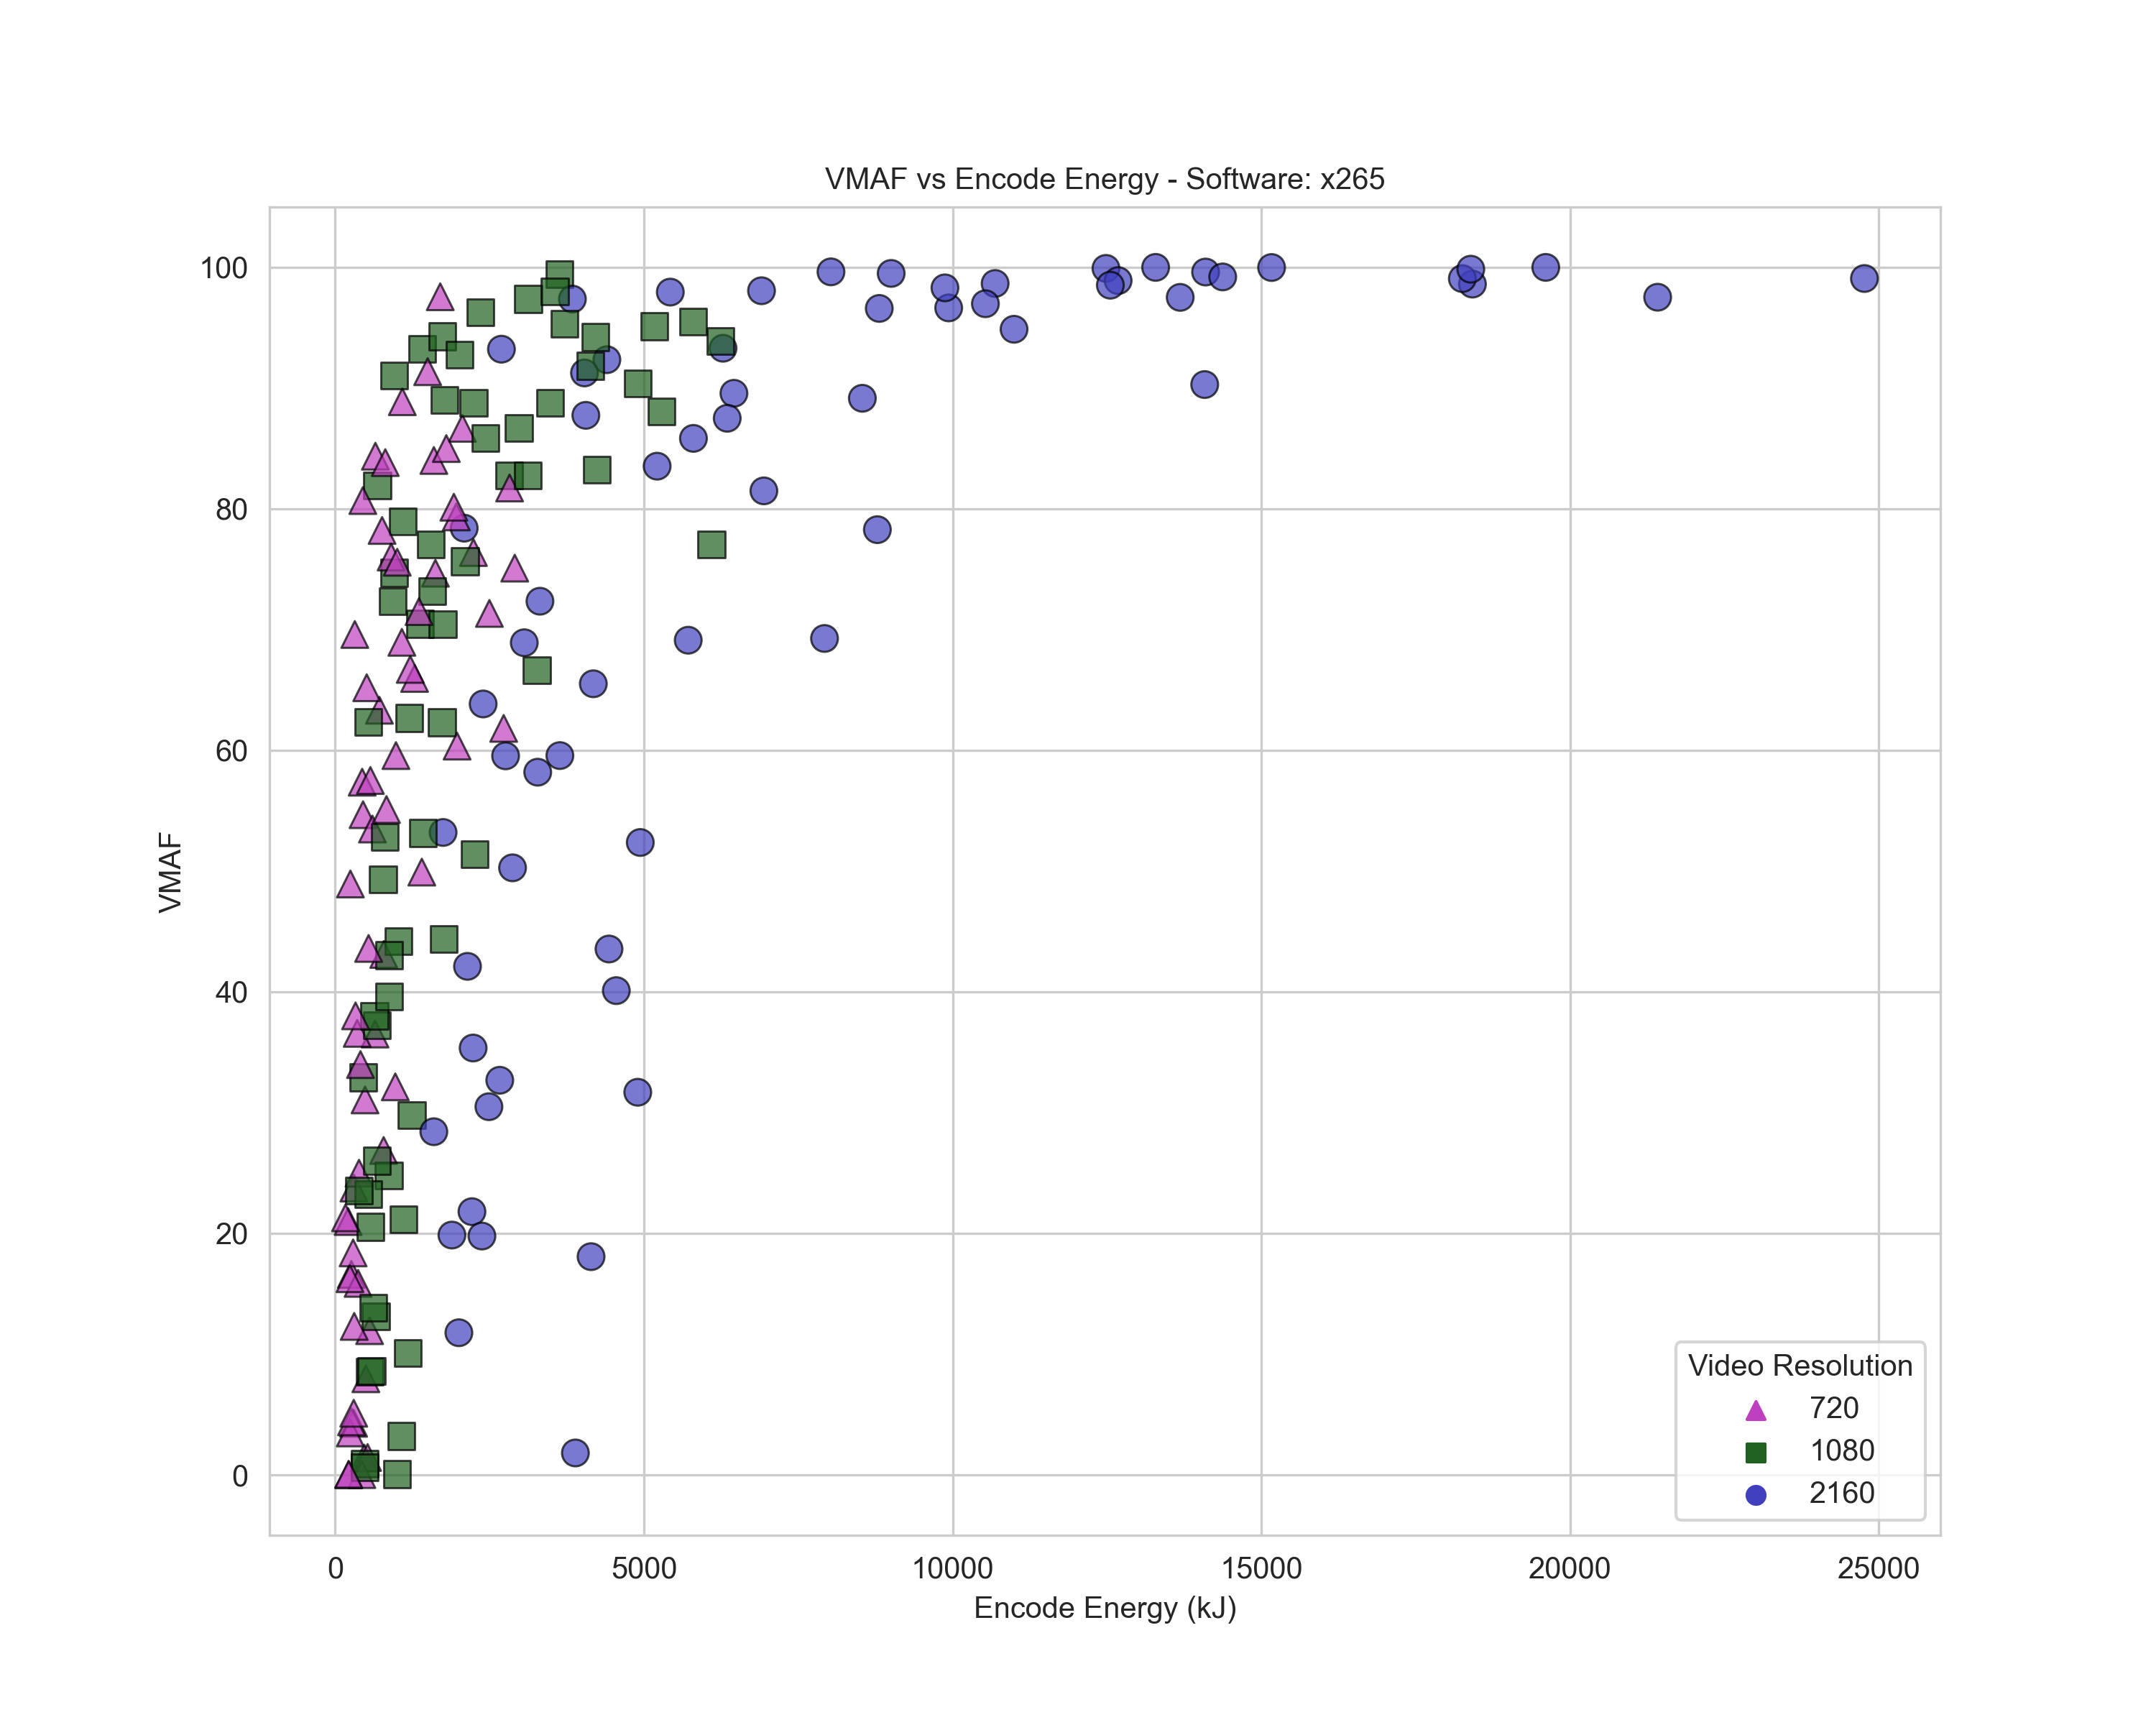 VMAF vs Encode Energy - Software: x265
100
80
60
40
20
0
VMAF
0 5000 10000 15000 20000 25000
Encode Energy (kJ)
Video Resolution
720
1080
2160